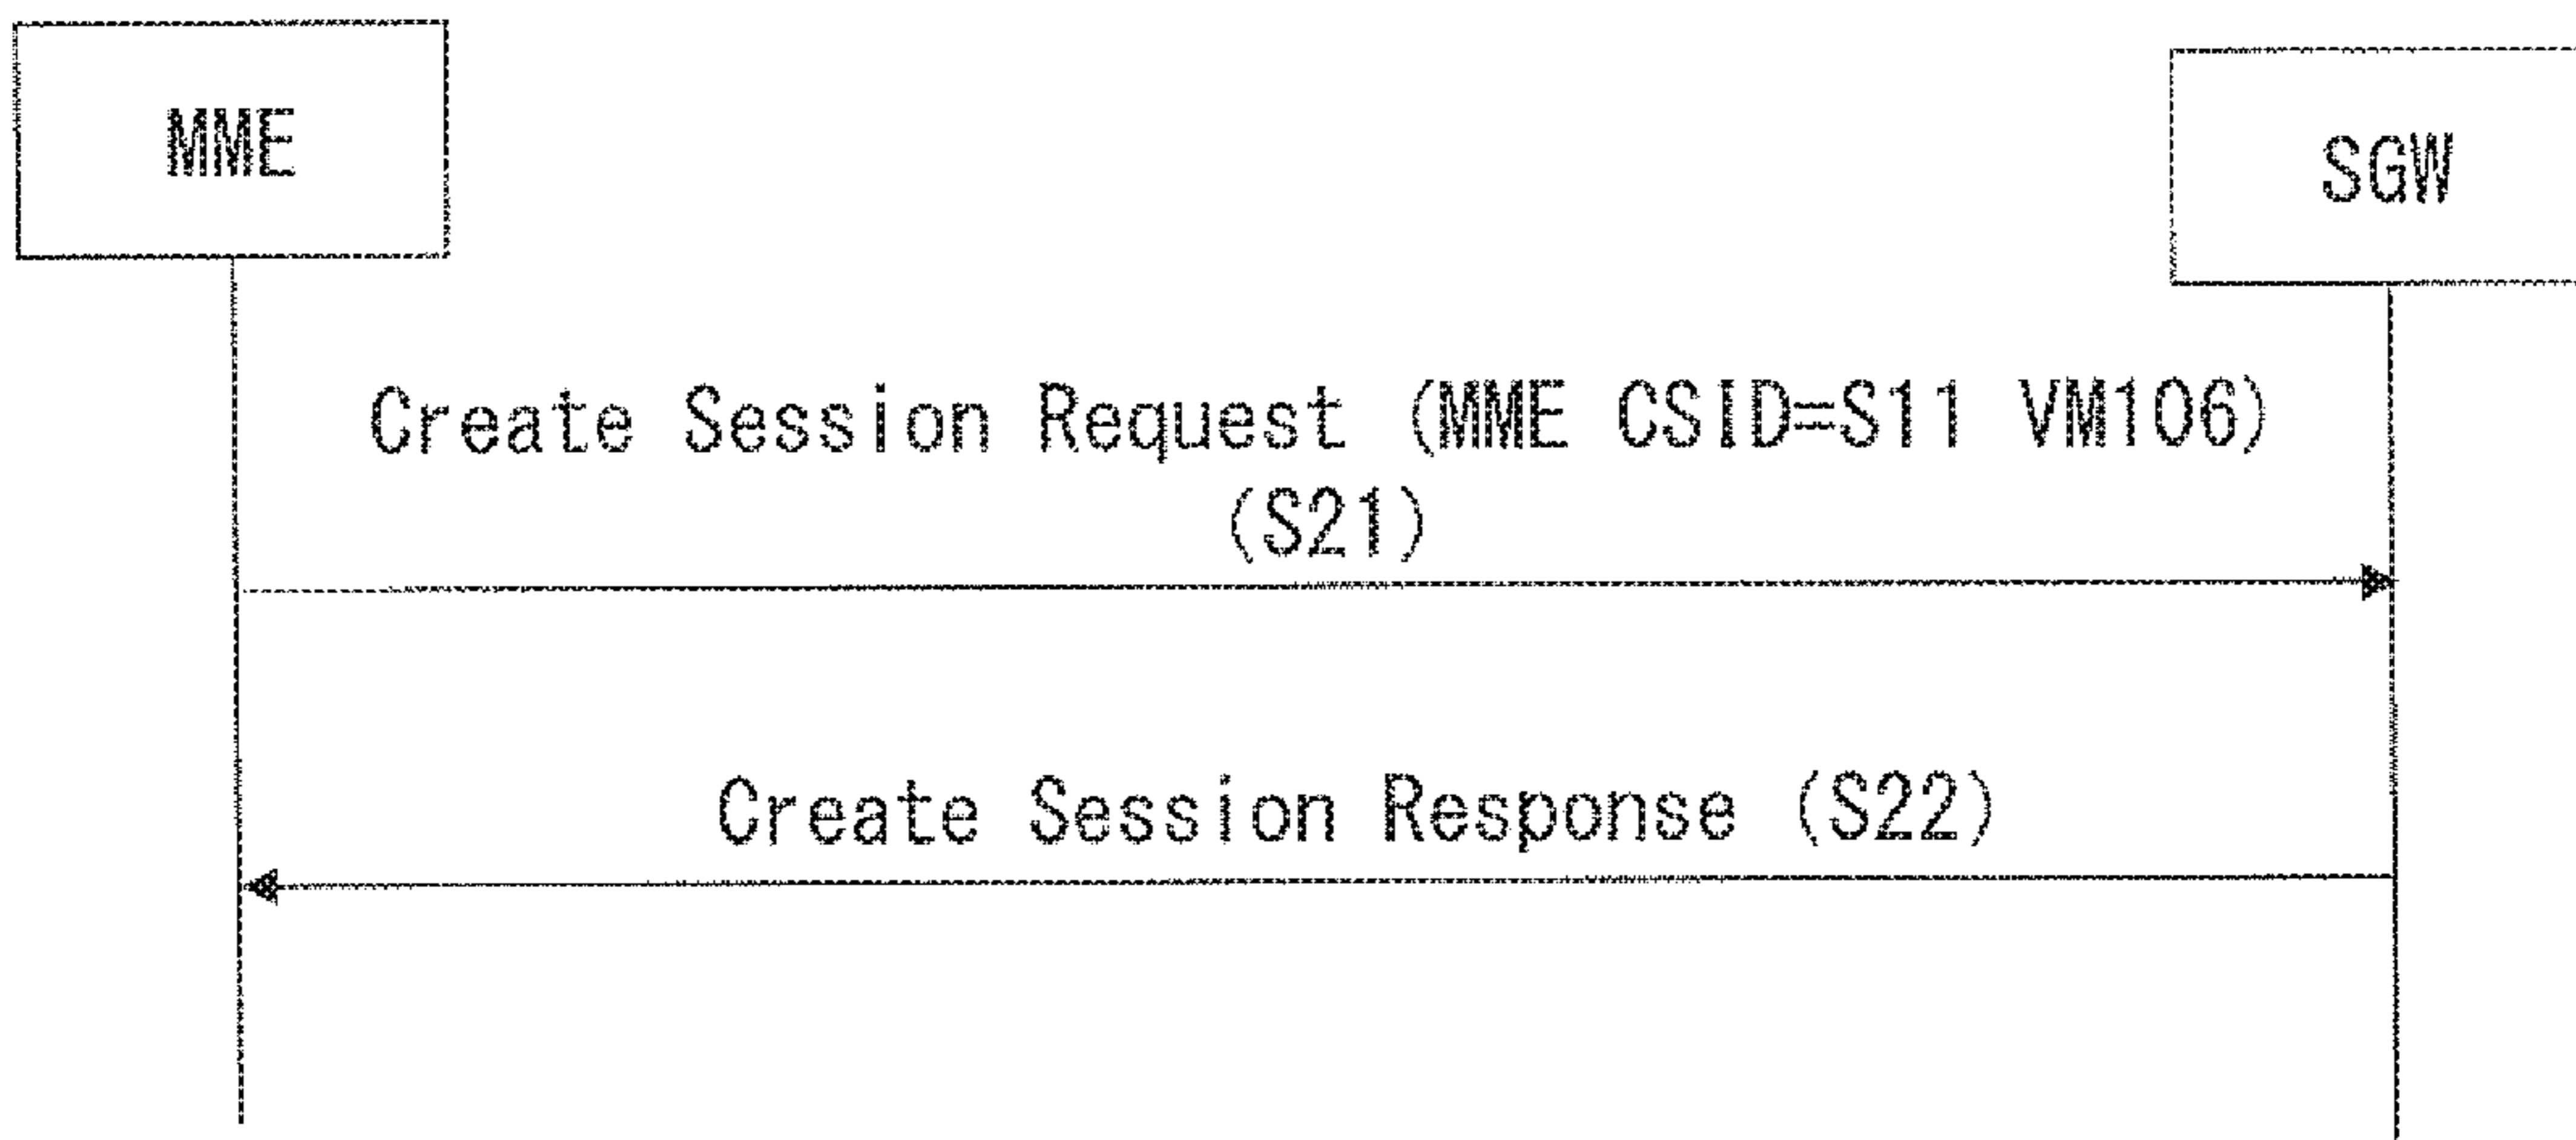 MME
SGW
Create Session Request (MME CSID=S11 VM106)
(S21)
Create Session Response (S22)